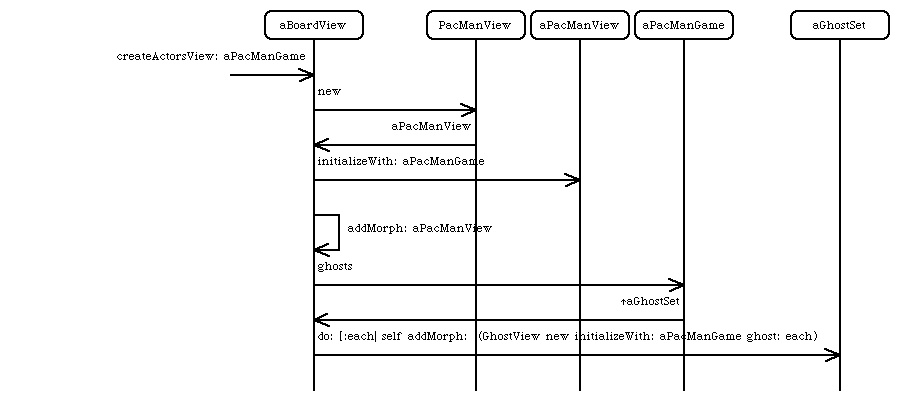 aBoardView PacManView aPacManView aPacManGame aGhostSet
createActorsView: aPacManGame
new
aPacManView
initializeWith: aPacManGame
addMorph: aPacManView
ghosts
↑aGhostSet
do: [:each| self addMorph: (GhostView new initializeWith: aPacManGame ghost: each)